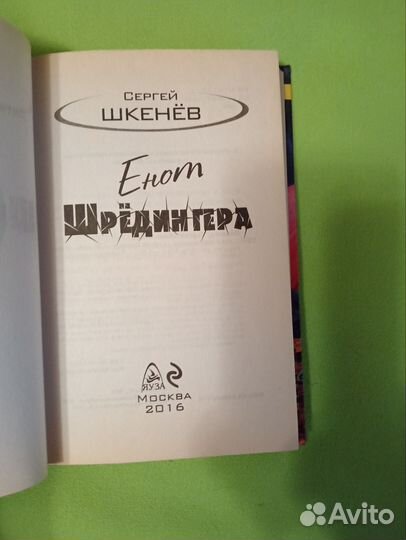 Сергей
Шкенёв
Енот
Шрёдингера
ЯУЗА
Москва
2016
Avito